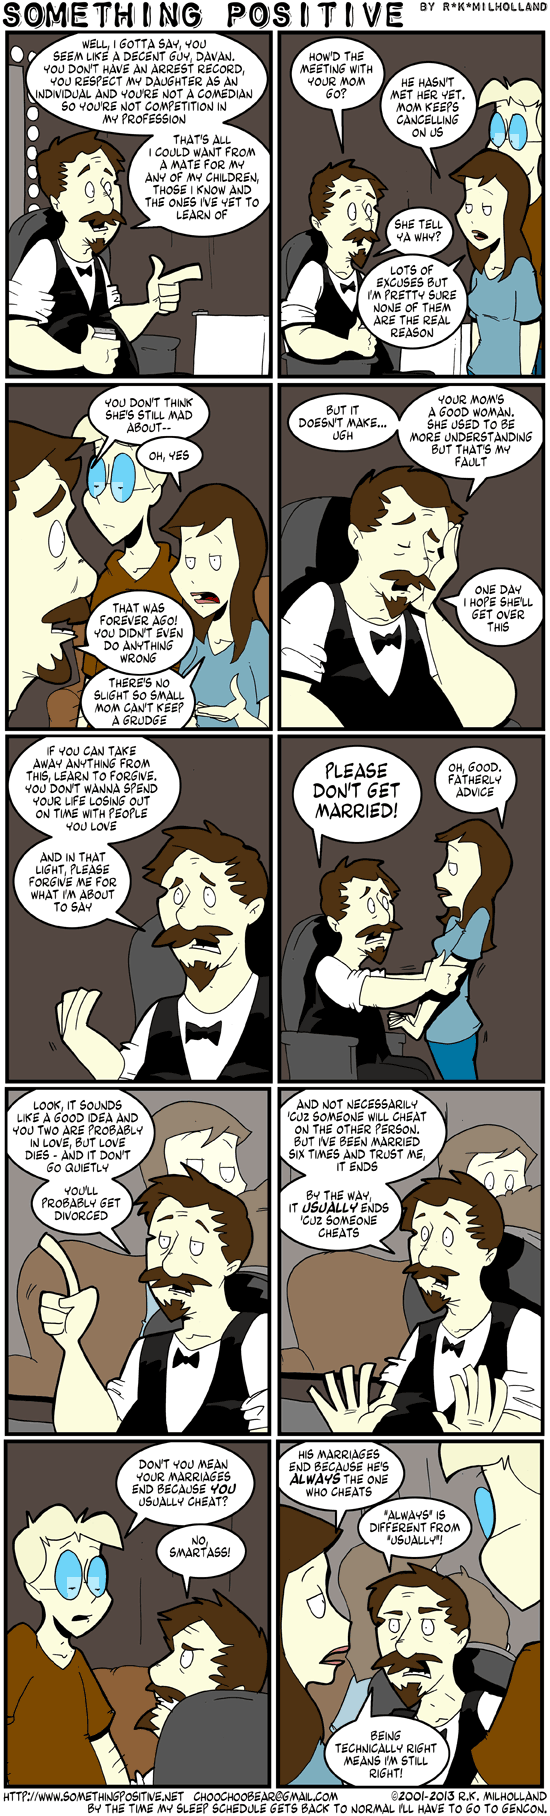 SOMETHING POSITIVE BY R*K*MILHOLLAND
WELL, I GOTTA SAY, YOU
SEEM LIKE A DECENT GUY, DAVAN.
YOU DON'T HAVE AN ARREST RECORD,
YOU RESPECT MY DAUGHTER AS AN
INDIVIDUAL AND YOU'RE NOT A COMEDIAN
SO YOU'RE NOT COMPETITION IN
MY PROFESSION
THAT'S ALL
I COULD WANT FROM
A MATE FOR MY
ANY OF MY CHILDREN,
THOSE I KNOW AND
THE ONES I'VE YET TO
LEARN OF
HOW'D THE
MEETING WITH
YOUR MOM
GO?
HE HASN'T
MET HER YET.
MOM KEEPS
CANCELLING
ON US
SHE TELL
YA WHY?
LOTS OF
EXCUSES BUT
I'M PRETTY SURE
NONE OF THEM
ARE THE REAL
REASON
YOU DON'T THINK
SHE'S STILL MAD
ABOUT--
OH, YES
THAT WAS
FOREVER AGO!
YOU DIDN'T EVEN
DO ANYTHING
WRONG
THERE'S NO
SLIGHT SO SMALL
MOM CAN'T KEEP
A GRUDGE
BUT IT
DOESN'T MAKE...
UGH
YOUR MOM'S
A GOOD WOMAN.
SHE USED TO BE
MORE UNDERSTANDING
BUT THAT'S MY
FAULT
ONE DAY
I HOPE SHE'LL
GET OVER
THIS
IF YOU CAN TAKE
AWAY ANYTHING FROM
THIS, LEARN TO FORGIVE.
YOU DON'T WANNA SPEND
YOUR LIFE LOSING OUT
ON TIME WITH PEOPLE
YOU LOVE
AND IN THAT
LIGHT, PLEASE
FORGIVE ME FOR
WHAT I'M ABOUT
TO SAY
PLEASE
DON'T GET
MARRIED!
OH, GOOD.
FATHERLY
ADVICE
LOOK, IT SOUNDS
LIKE A GOOD IDEA AND
YOU TWO ARE PROBABLY
IN LOVE, BUT LOVE
DIES - AND IT DON'T
GO QUIETLY
YOU'LL
PROBABLY GET
DIVORCED
AND NOT NECESSARILY
'CUZ SOMEONE WILL CHEAT
ON THE OTHER PERSON.
BUT I'VE BEEN MARRIED
SIX TIMES AND TRUST ME,
IT ENDS
BY THE WAY,
IT USUALLY ENDS
'CUZ SOMEONE
CHEATS
DON'T YOU MEAN
YOUR MARRIAGES
END BECAUSE YOU
USUALLY CHEAT?
NO,
SMARTASS!
HIS MARRIAGES
END BECAUSE HE'S
ALWAYS THE ONE
WHO CHEATS
"ALWAYS" IS
DIFFERENT FROM
"USUALLY"!
BEING
TECHNICALLY RIGHT
MEANS I'M STILL
RIGHT!
HTTP://WWW.SOMETHINGPOSITIVE.NET CHOOCHOOBEAR@GMAIL.COM ©2001-2013 R.K. MILHOLLAND
BY THE TIME MY SLEEP SCHEDULE GETS BACK TO NORMAL I'LL HAVE TO GO TO GENCON.